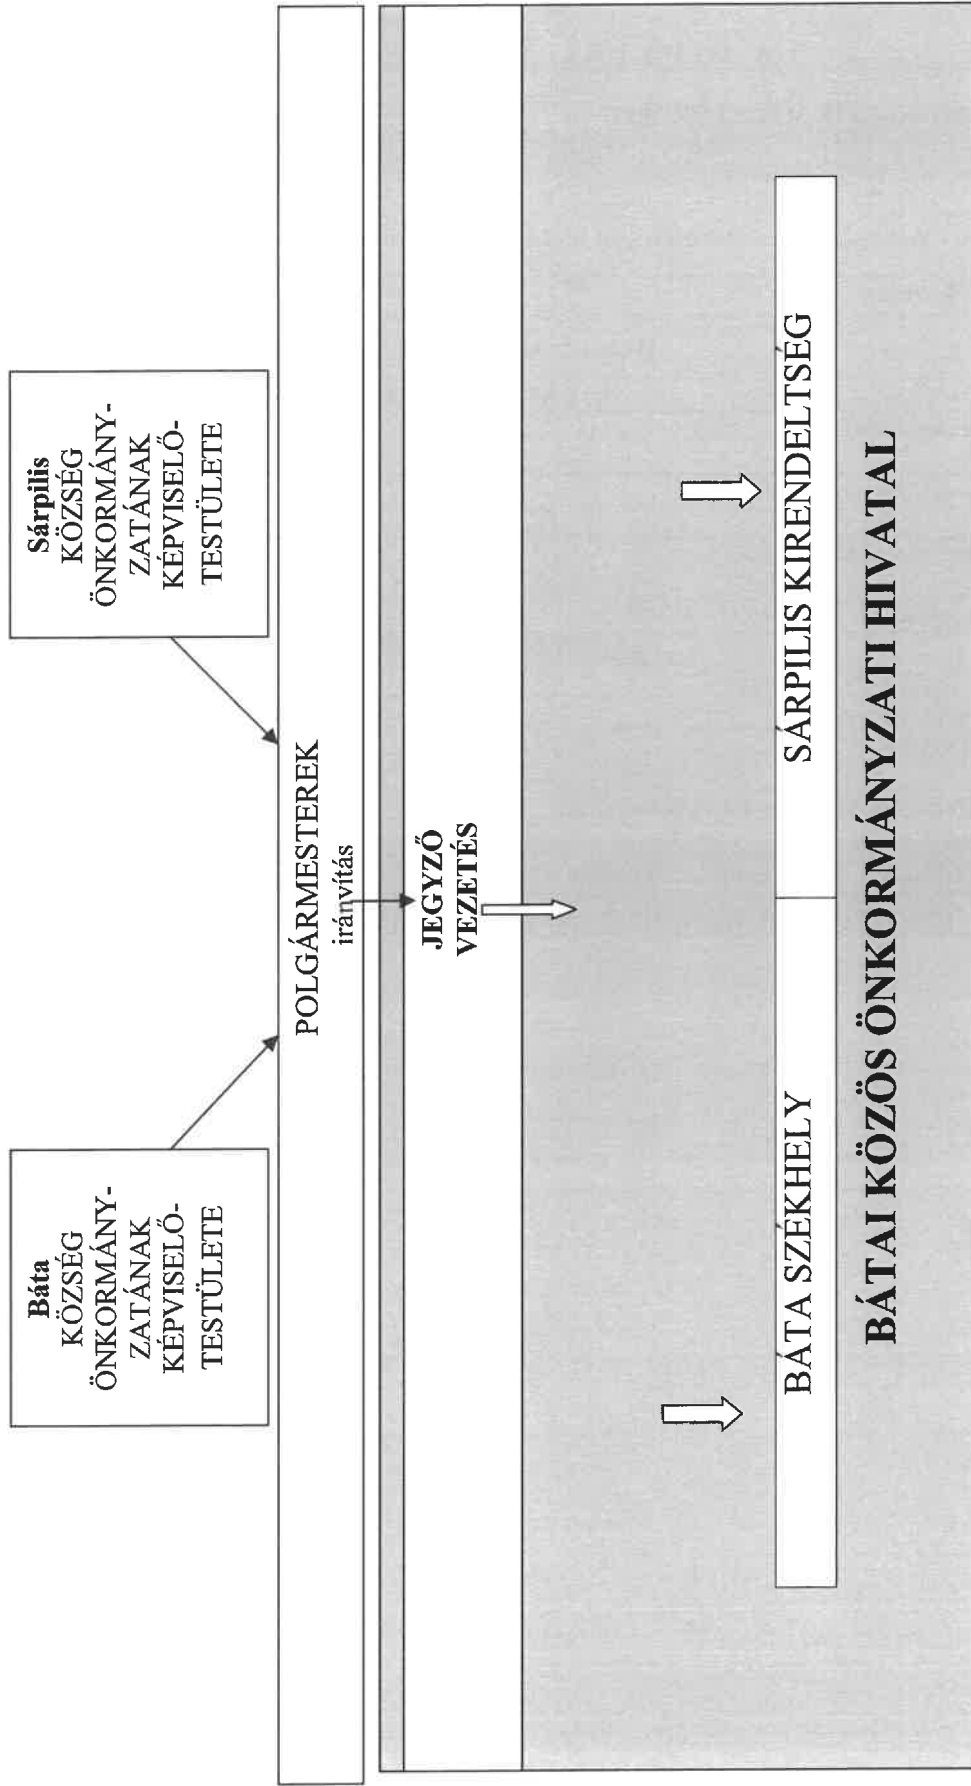 Báta
KÖZSÉG
ÖNKORMÁNY-
ZATÁNAK
KÉPVISELŐ-
TESTÜLETE
Sárpilis
KÖZSÉG
ÖNKORMÁNY-
ZATÁNAK
KÉPVISELŐ-
TESTÜLETE
POLGÁRMESTEREK
irányítás
JEGYZŐ
VEZETÉS
BÁTA SZÉKHELY
SÁRPILIS KIRENDELTSÉG
BÁTAI KÖZÖS ÖNKORMÁNYZATI HIVATAL